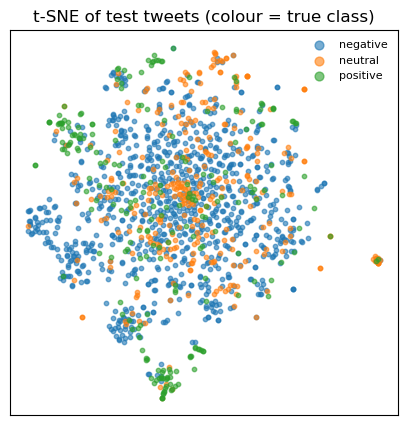 t-SNE of test tweets (colour = true class)
negative
neutral
positive